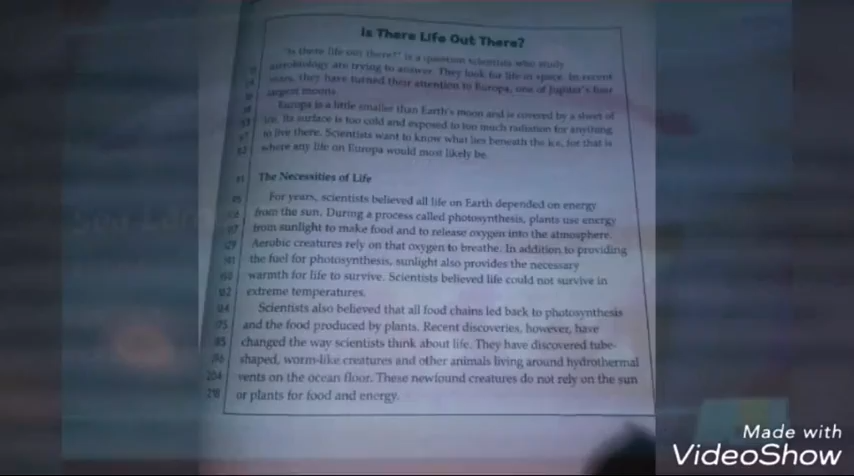 Is There Life Out There?
"Is there life out there?" is a question scientists who study
astrobiology are trying to answer. They look for life in space. In recent
years, they have turned their attention to Europa, one of Jupiter's four
largest moons.
Europa is a little smaller than Earth's moon and is covered by a sheet of
ice. Its surface is too cold and exposed to too much radiation for anything
to live there. Scientists want to know what lies beneath the ice, for that is
where any life on Europa would most likely be.
The Necessities of Life
For years, scientists believed all life on Earth depended on energy
from the sun. During a process called photosynthesis, plants use energy
from sunlight to make food and to release oxygen into the atmosphere.
Aerobic creatures rely on that oxygen to breathe. In addition to providing
the fuel for photosynthesis, sunlight also provides the necessary
warmth for life to survive. Scientists believed life could not survive in
extreme temperatures.
Scientists also believed that all food chains led back to photosynthesis
and the food produced by plants. Recent discoveries, however, have
changed the way scientists think about life. They have discovered tube-
shaped, worm-like creatures and other animals living around hydrothermal
204 vents on the ocean floor. These newfound creatures do not rely on the sun
218 or plants for food and energy.
Made with
VideoShow